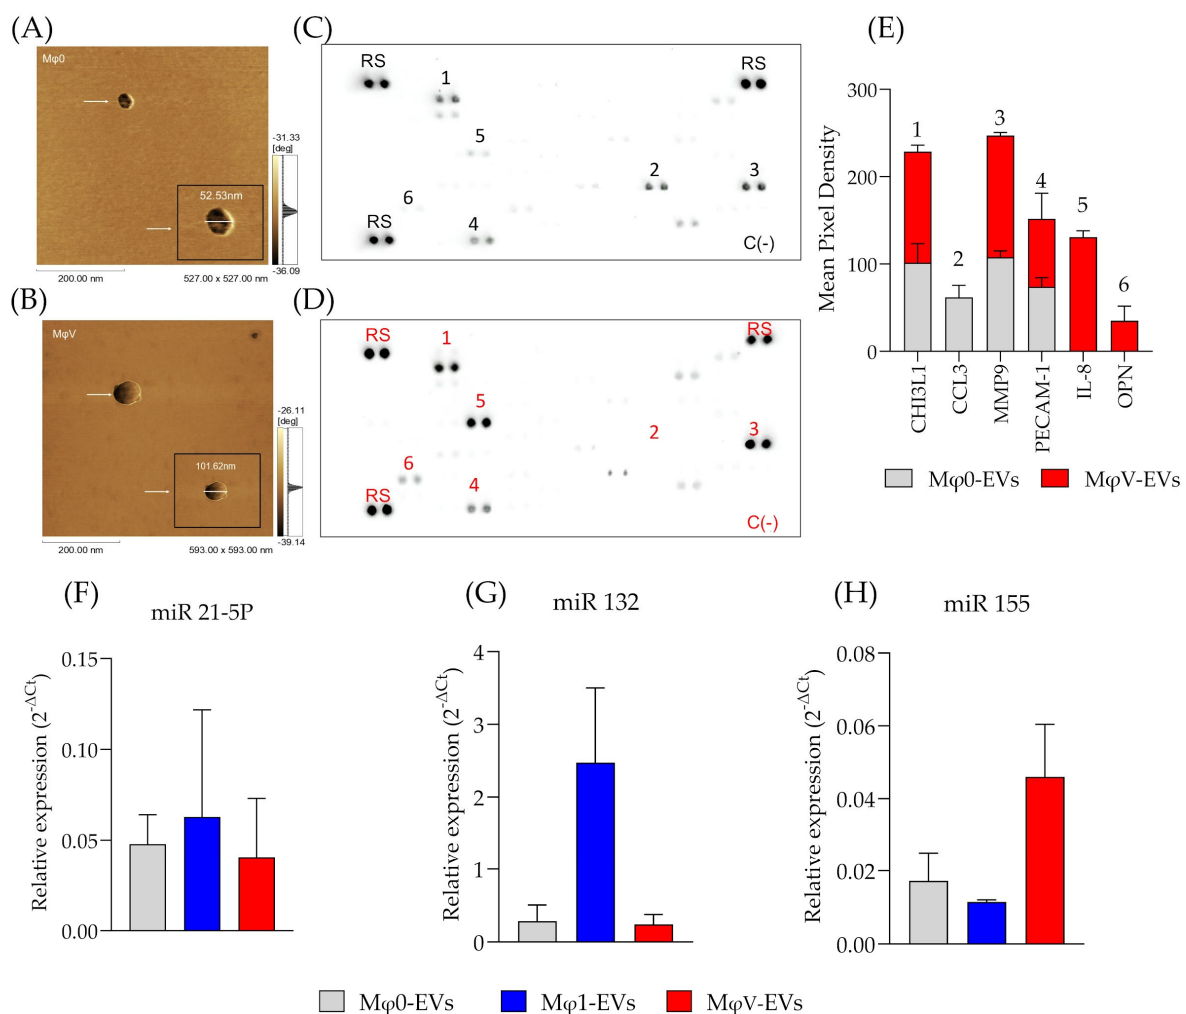 (A)
Mφ0
52.53nm
-31.33
[deg]
-36.09
200.00 nm
527.00 x 527.00 nm
(B)
MφV
101.62nm
-26.11
[deg]
-39.14
200.00 nm
593.00 x 593.00 nm
(C)
RS
RS
1
5
2
3
6
4
RS
C(-)
(D)
RS
RS
1
5
2
3
6
4
RS
C(-)
(E)
Mean Pixel Density
300
200
100
0
1
2
3
4
5
6
CHI3L1
CCL3
MMP9
PECAM-1
IL-8
OPN
Mφ0-EVs
MφV-EVs
(F)
miR 21-5P
Relative expression (2^-ΔCt)
0.15
0.10
0.05
0.00
(G)
miR 132
Relative expression (2^-ΔCt)
4
3
2
1
0
(H)
miR 155
Relative expression (2^-ΔCt)
0.08
0.06
0.04
0.02
0.00
Mφ0-EVs
Mφ1-EVs
MφV-EVs